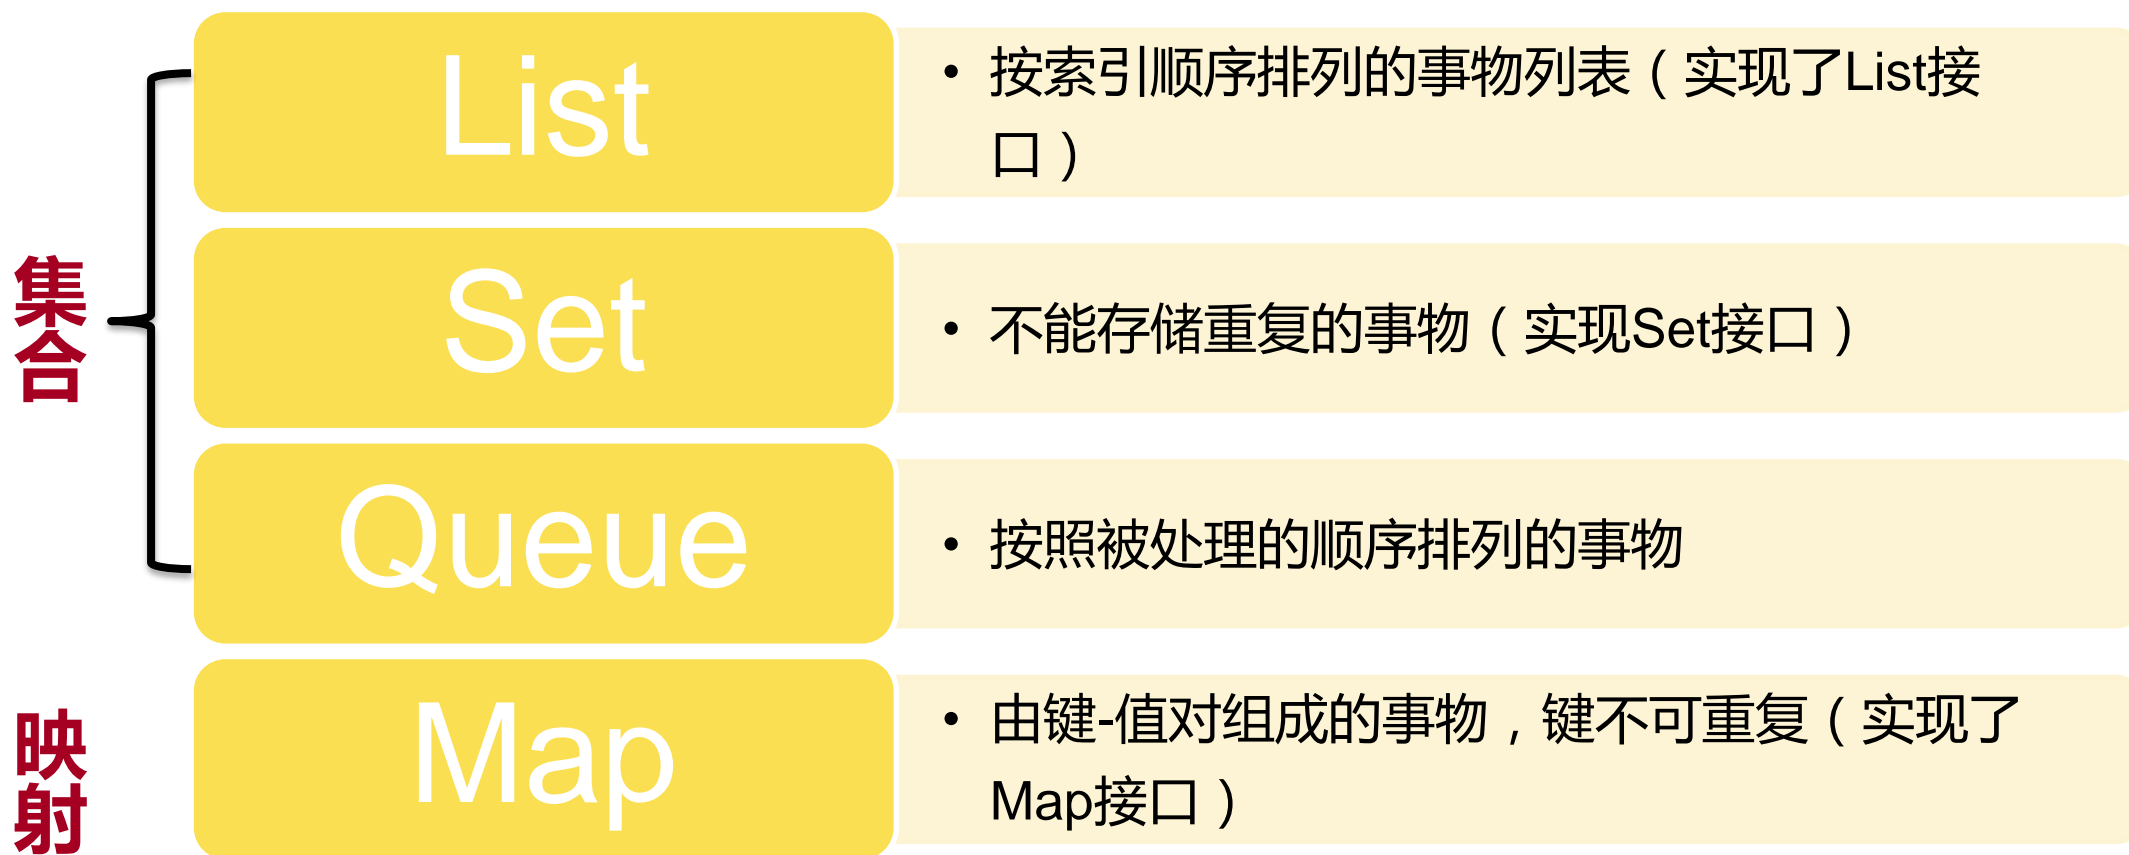 集合
List
• 按索引顺序排列的事物列表（实现了List接
口）
Set
• 不能存储重复的事物（实现Set接口）
Queue
• 按照被处理的顺序排列的事物
映射
Map
• 由键-值对组成的事物，键不可重复（实现了
Map接口）